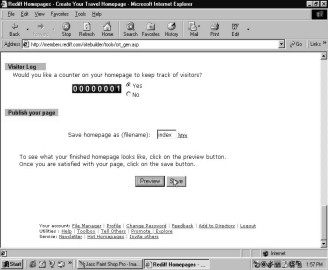 Rediff Homepages - Create Your Travel Homepage - Microsoft Internet Explorer
File Edit View Favorites Tools Help
Back Stop Refresh Home Search Favorites History Mail Print Edit
Address http://members.rediff.com/sitebuilder/tools/crt_gen.asp Go Links
Visitor Log
Would you like a counter on your homepage to keep track of visitors?
00000001 Yes
No
Publish your page
Save homepage as (filename): index .htm
To see what your finished homepage looks like, click on the preview button.
Once you are satisfied with your page, click on the save button.
Preview Save
Your account: File Manager | Profile | Change Password | Feedback | Add to Directory | Logout
Utilities : Help | Toolbox | Tell Others | Promote | Explore
Service: Newsletter | Hot Homepages | Invite others
Internet
Start Jasc Paint Shop Pro - Ima... Rediff Homepages - ... 1:57 PM